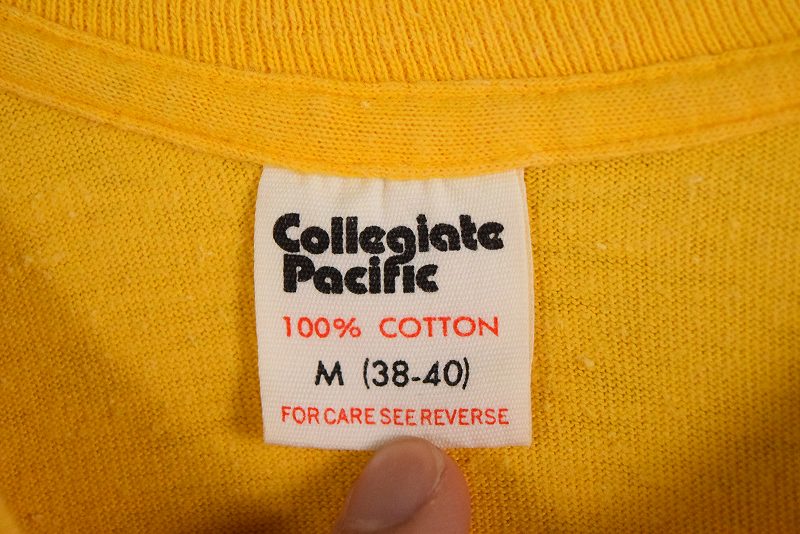 Collegiate
Pacific
100% COTTON
M (38-40)
FOR CARE SEE REVERSE